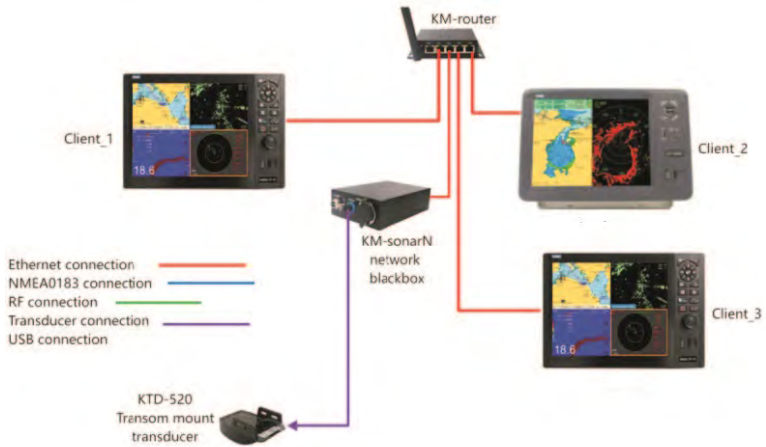 KM-router
Client_1
Client_2
18.6
KM-sonarN
network
blackbox
Ethernet connection
NMEA0183 connection
RF connection
Transducer connection
USB connection
Client_3
18.6
KTD-520
Transom mount
transducer